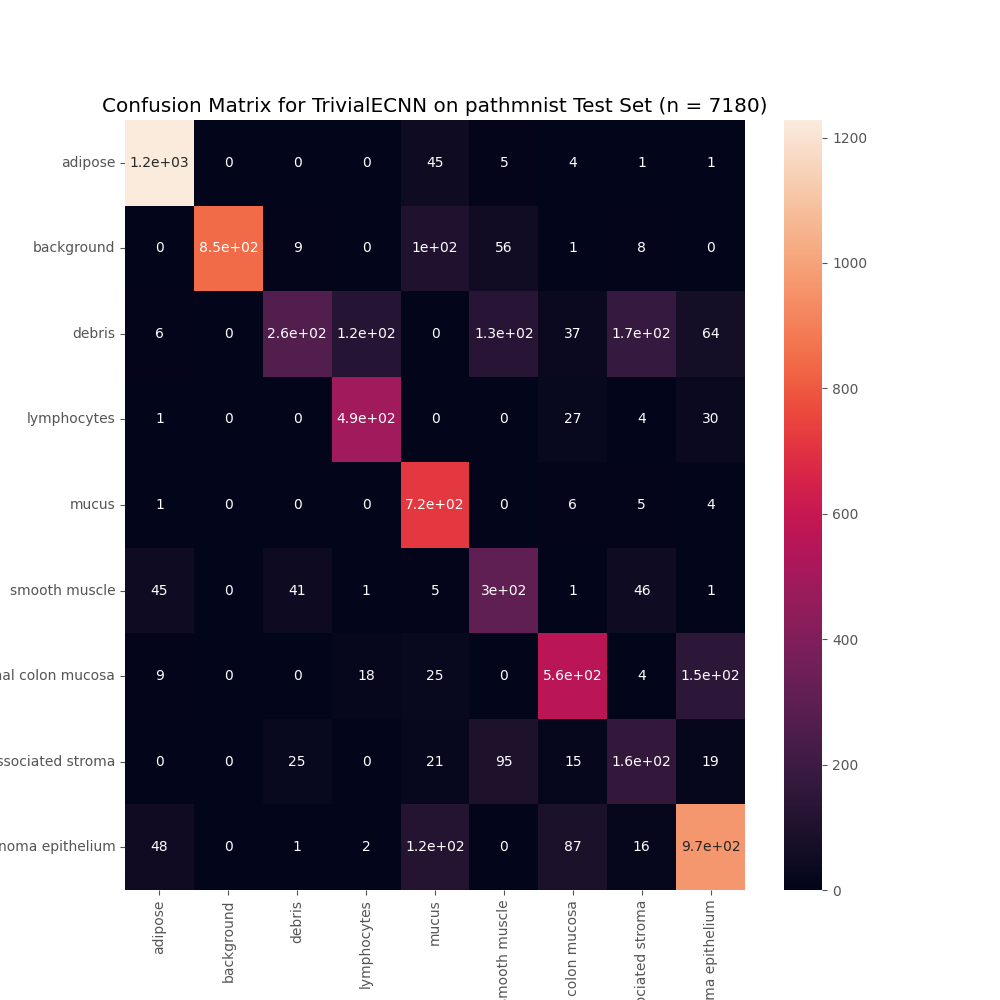 Confusion Matrix for TrivialECNN on pathmnist Test Set (n = 7180)
adipose 1.2e+03 0 0 0 45 5 4 1 1
background 0 8.5e+02 9 0 1e+02 56 1 8 0
debris 6 0 2.6e+02 1.2e+02 0 1.3e+02 37 1.7e+02 64
lymphocytes 1 0 0 4.9e+02 0 0 27 4 30
mucus 1 0 0 0 7.2e+02 0 6 5 4
smooth muscle 45 0 41 1 5 3e+02 1 46 1
al colon mucosa 9 0 0 18 25 0 5.6e+02 4 1.5e+02
ssociated stroma 0 0 25 0 21 95 15 1.6e+02 19
noma epithelium 48 0 1 2 1.2e+02 0 87 16 9.7e+02
adipose
background
debris
lymphocytes
mucus
mooth muscle
colon mucosa
ciated stroma
ma epithelium
1200
1000
800
600
400
200
0